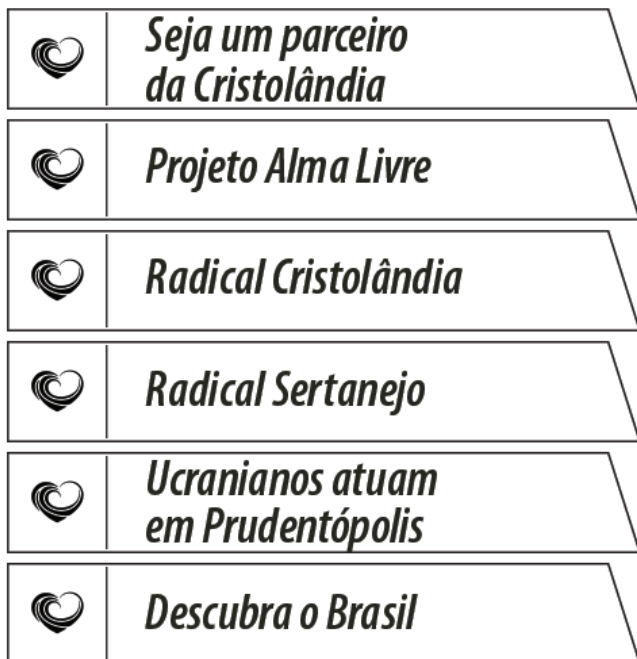 Seja um parceiro
da Cristolândia
Projeto Alma Livre
Radical Cristolândia
Radical Sertanejo
Ucranianos atuam
em Prudentópolis
Descubra o Brasil